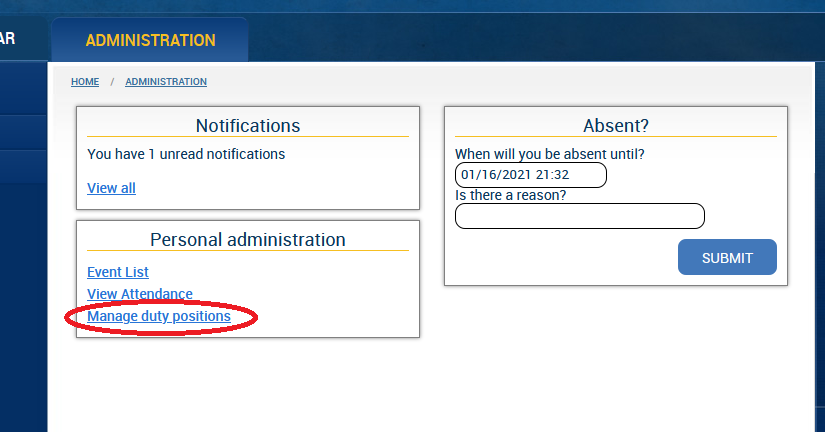 AR
ADMINISTRATION
HOME / ADMINISTRATION
Notifications
You have 1 unread notifications
View all
Personal administration
Event List
View Attendance
Manage duty positions
Absent?
When will you be absent until?
01/16/2021 21:32
Is there a reason?
SUBMIT